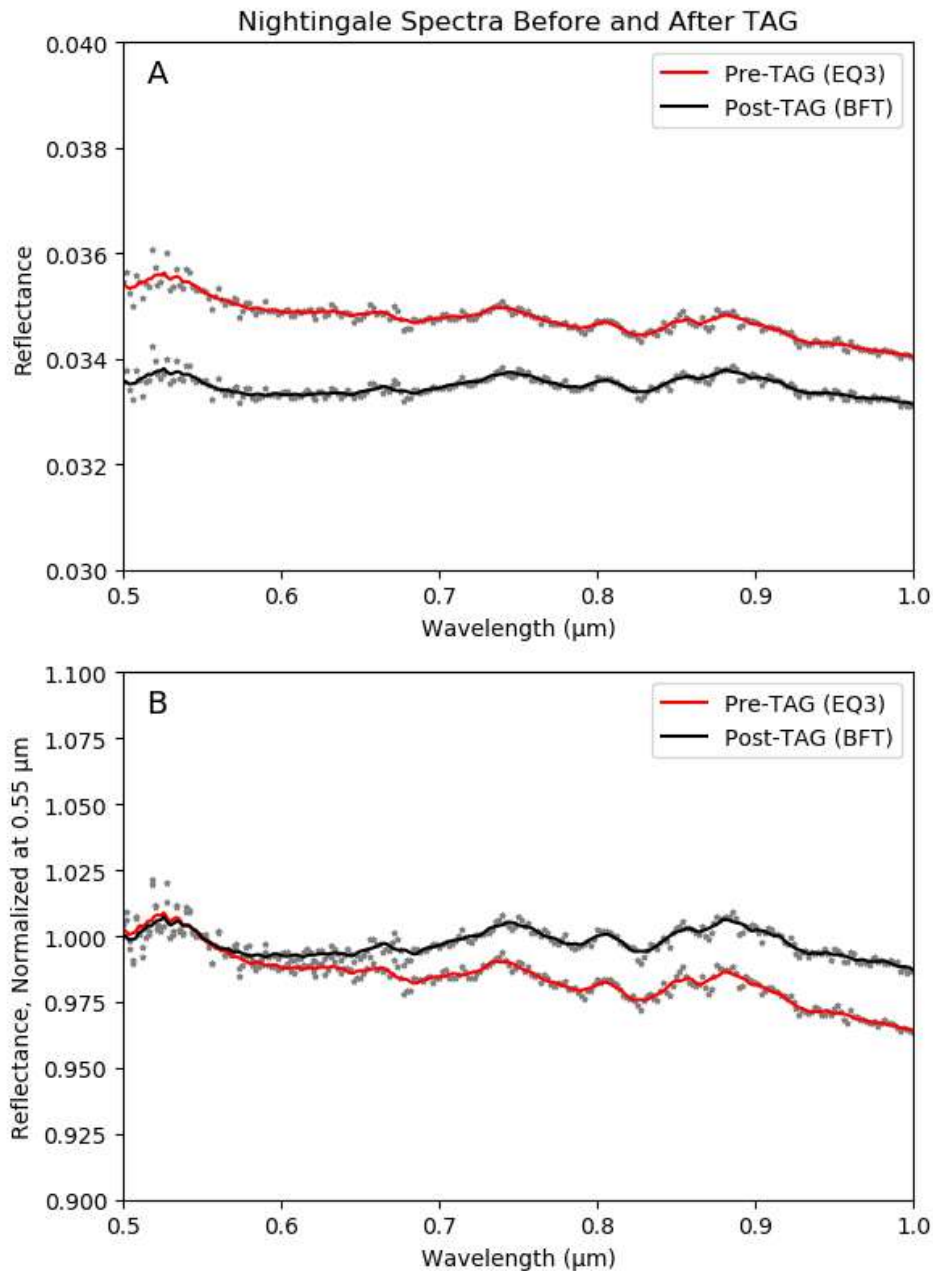 Nightingale Spectra Before and After TAG
A
Pre-TAG (EQ3)
Post-TAG (BFT)
0.040
0.038
0.036
0.034
0.032
0.030
Reflectance
0.5 0.6 0.7 0.8 0.9 1.0
Wavelength (µm)
B
Pre-TAG (EQ3)
Post-TAG (BFT)
1.100
1.075
1.050
1.025
1.000
0.975
0.950
0.925
0.900
Reflectance, Normalized at 0.55 µm
0.5 0.6 0.7 0.8 0.9 1.0
Wavelength (µm)